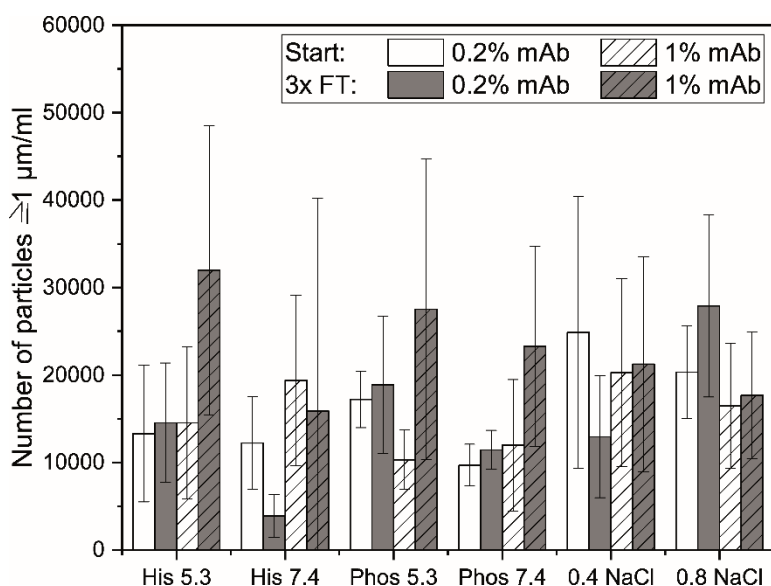 60000
50000
40000
30000
20000
10000
0
Number of particles ≧1 µm/ml
Start: 0.2% mAb 1% mAb
3x FT: 0.2% mAb 1% mAb
His 5.3 His 7.4 Phos 5.3 Phos 7.4 0.4 NaCl 0.8 NaCl